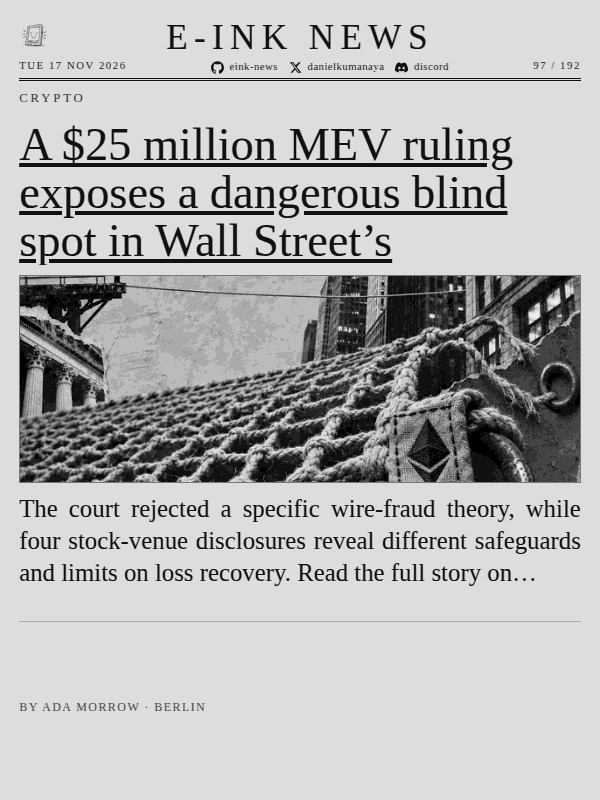 E-INK NEWS
TUE 17 NOV 2026
eink-news danielkumanaya discord
97 / 192
CRYPTO
A $25 million MEV ruling
exposes a dangerous blind
spot in Wall Street’s
The court rejected a specific wire-fraud theory, while
four stock-venue disclosures reveal different safeguards
and limits on loss recovery. Read the full story on…
BY ADA MORROW · BERLIN